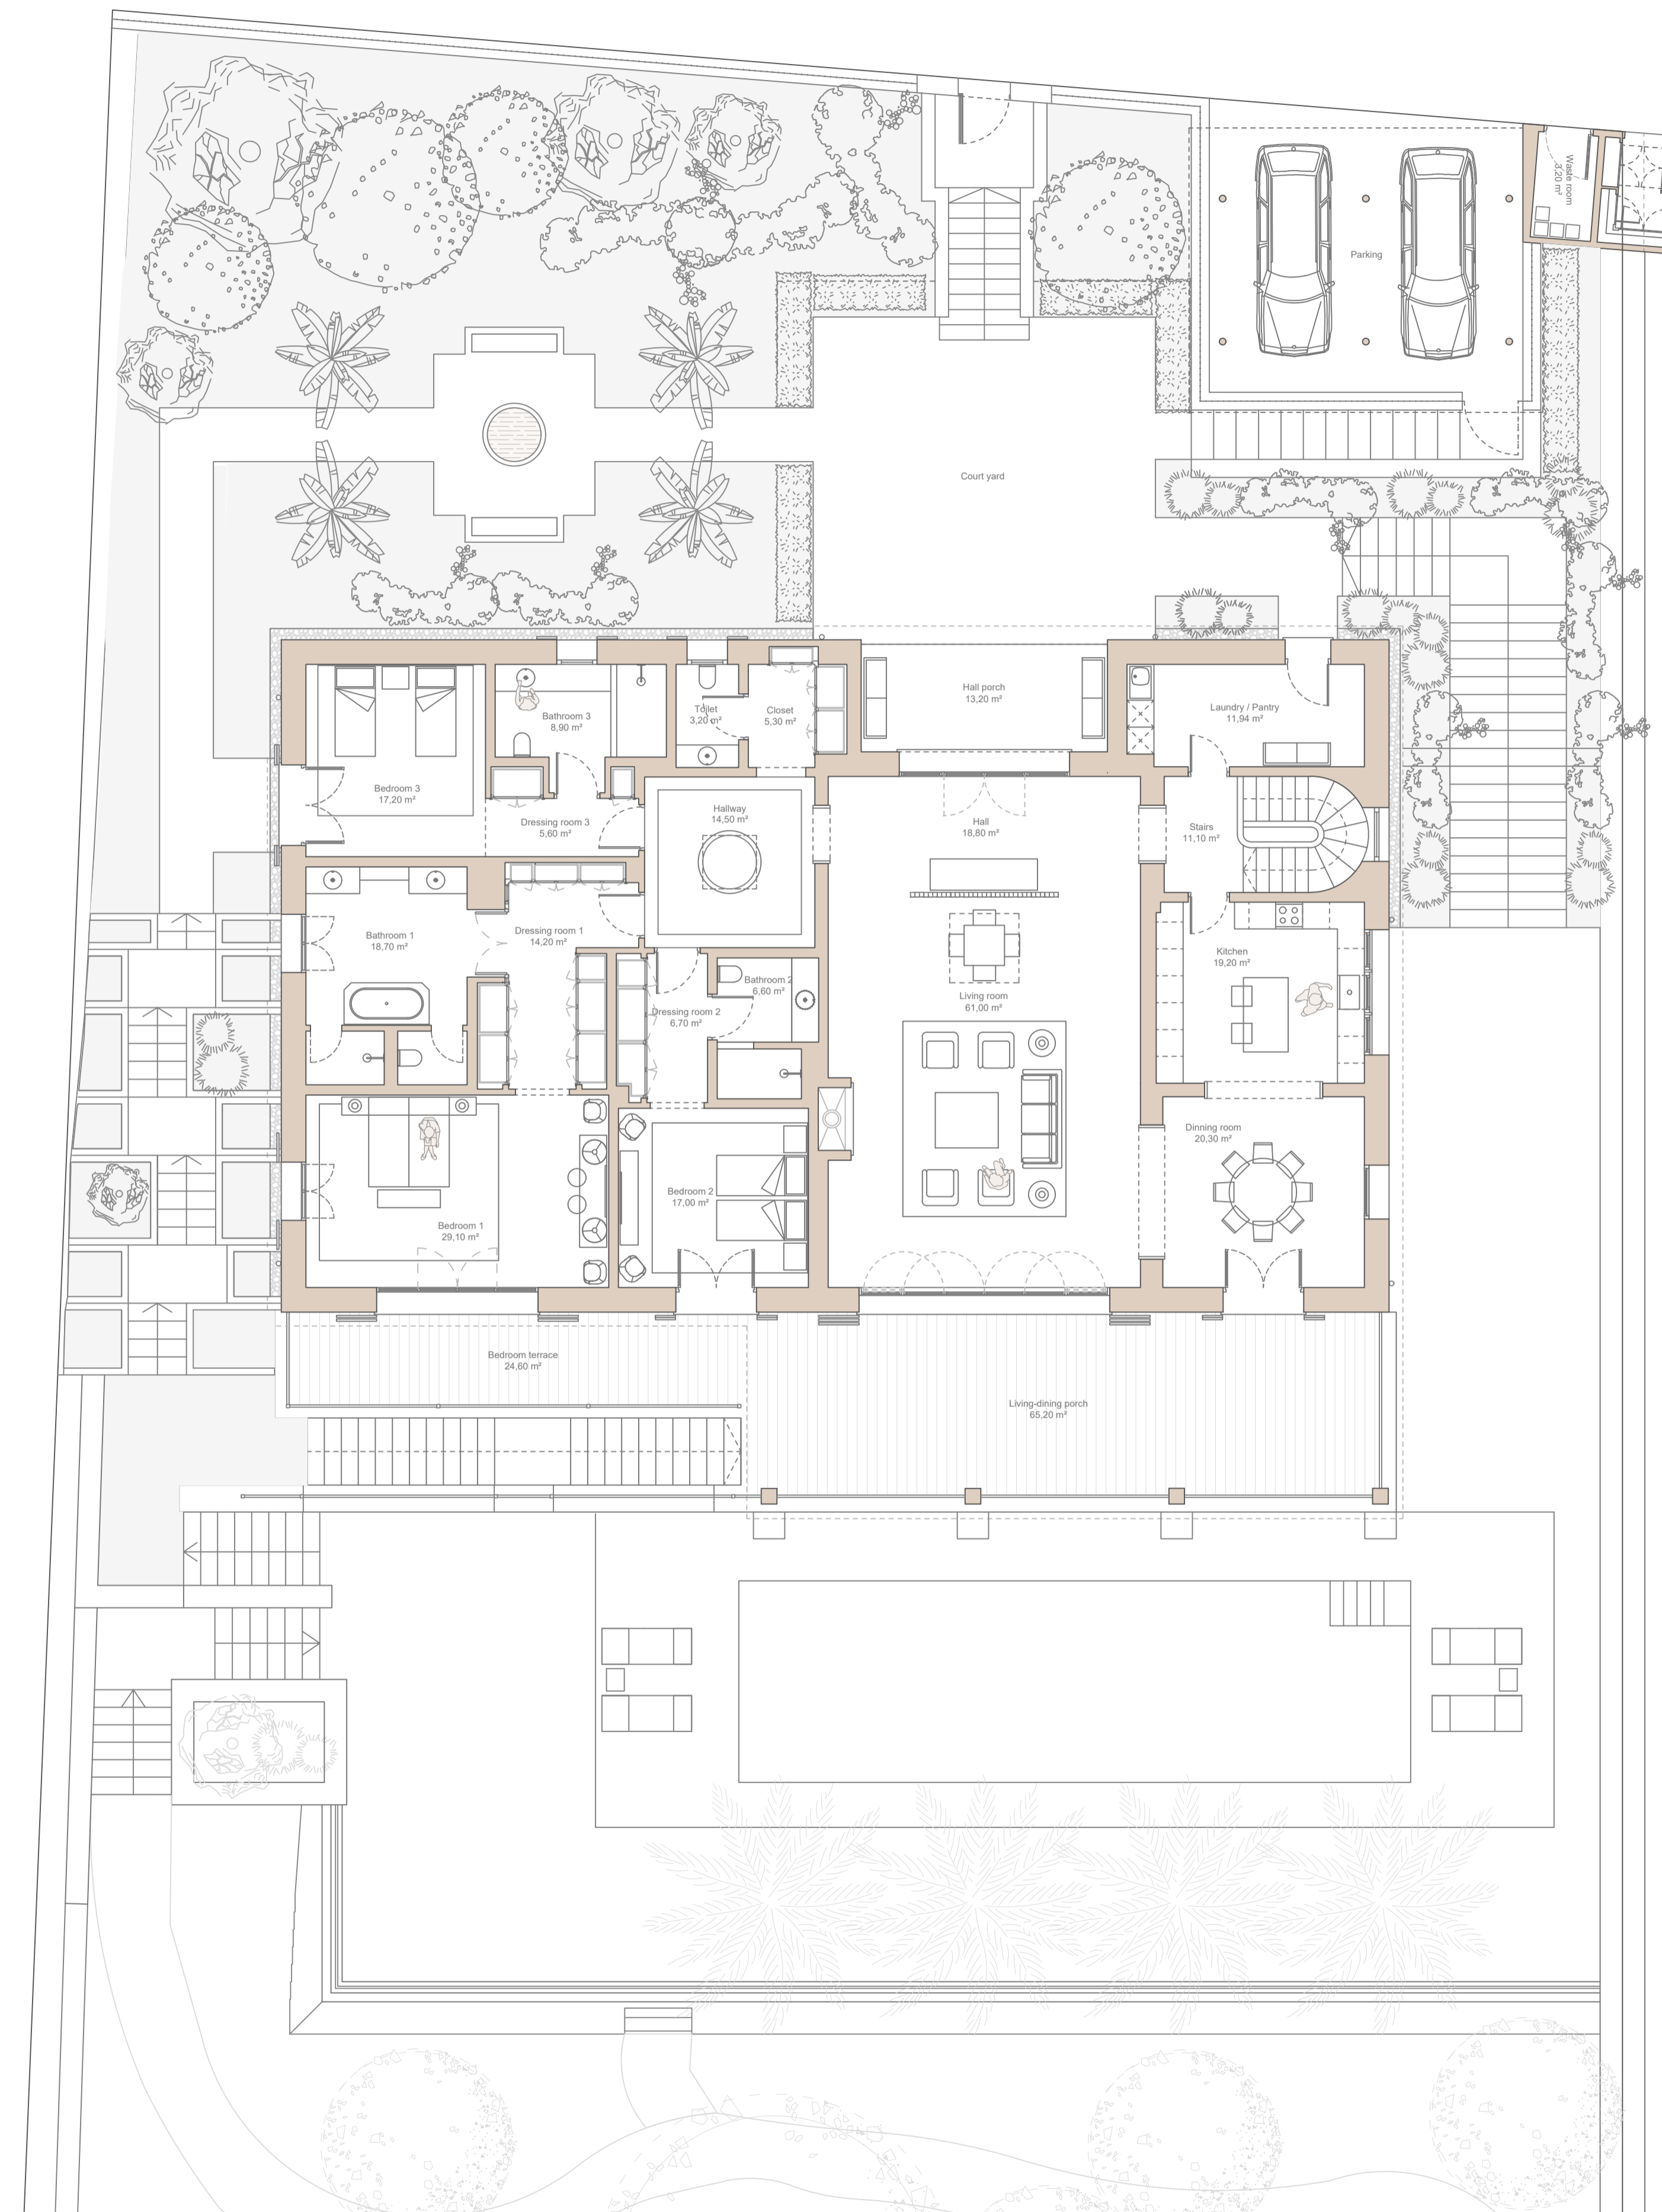 Waste room
3,20 m²
Parking
Court yard
Hall porch
13,20 m²
Toilet
3,20 m²
Closet
5,30 m²
Bathroom 3
8,90 m²
Laundry / Pantry
11,94 m²
Bedroom 3
17,20 m²
Dressing room 3
5,60 m²
Hallway
14,50 m²
Hall
18,80 m²
Stairs
11,10 m²
Bathroom 1
18,70 m²
Dressing room 1
14,20 m²
Kitchen
19,20 m²
Bathroom 2
6,60 m²
Living room
61,00 m²
Dressing room 2
6,70 m²
Dinning room
20,30 m²
Bedroom 2
17,00 m²
Bedroom 1
29,10 m²
Bedroom terrace
24,60 m²
Living-dining porch
65,20 m²